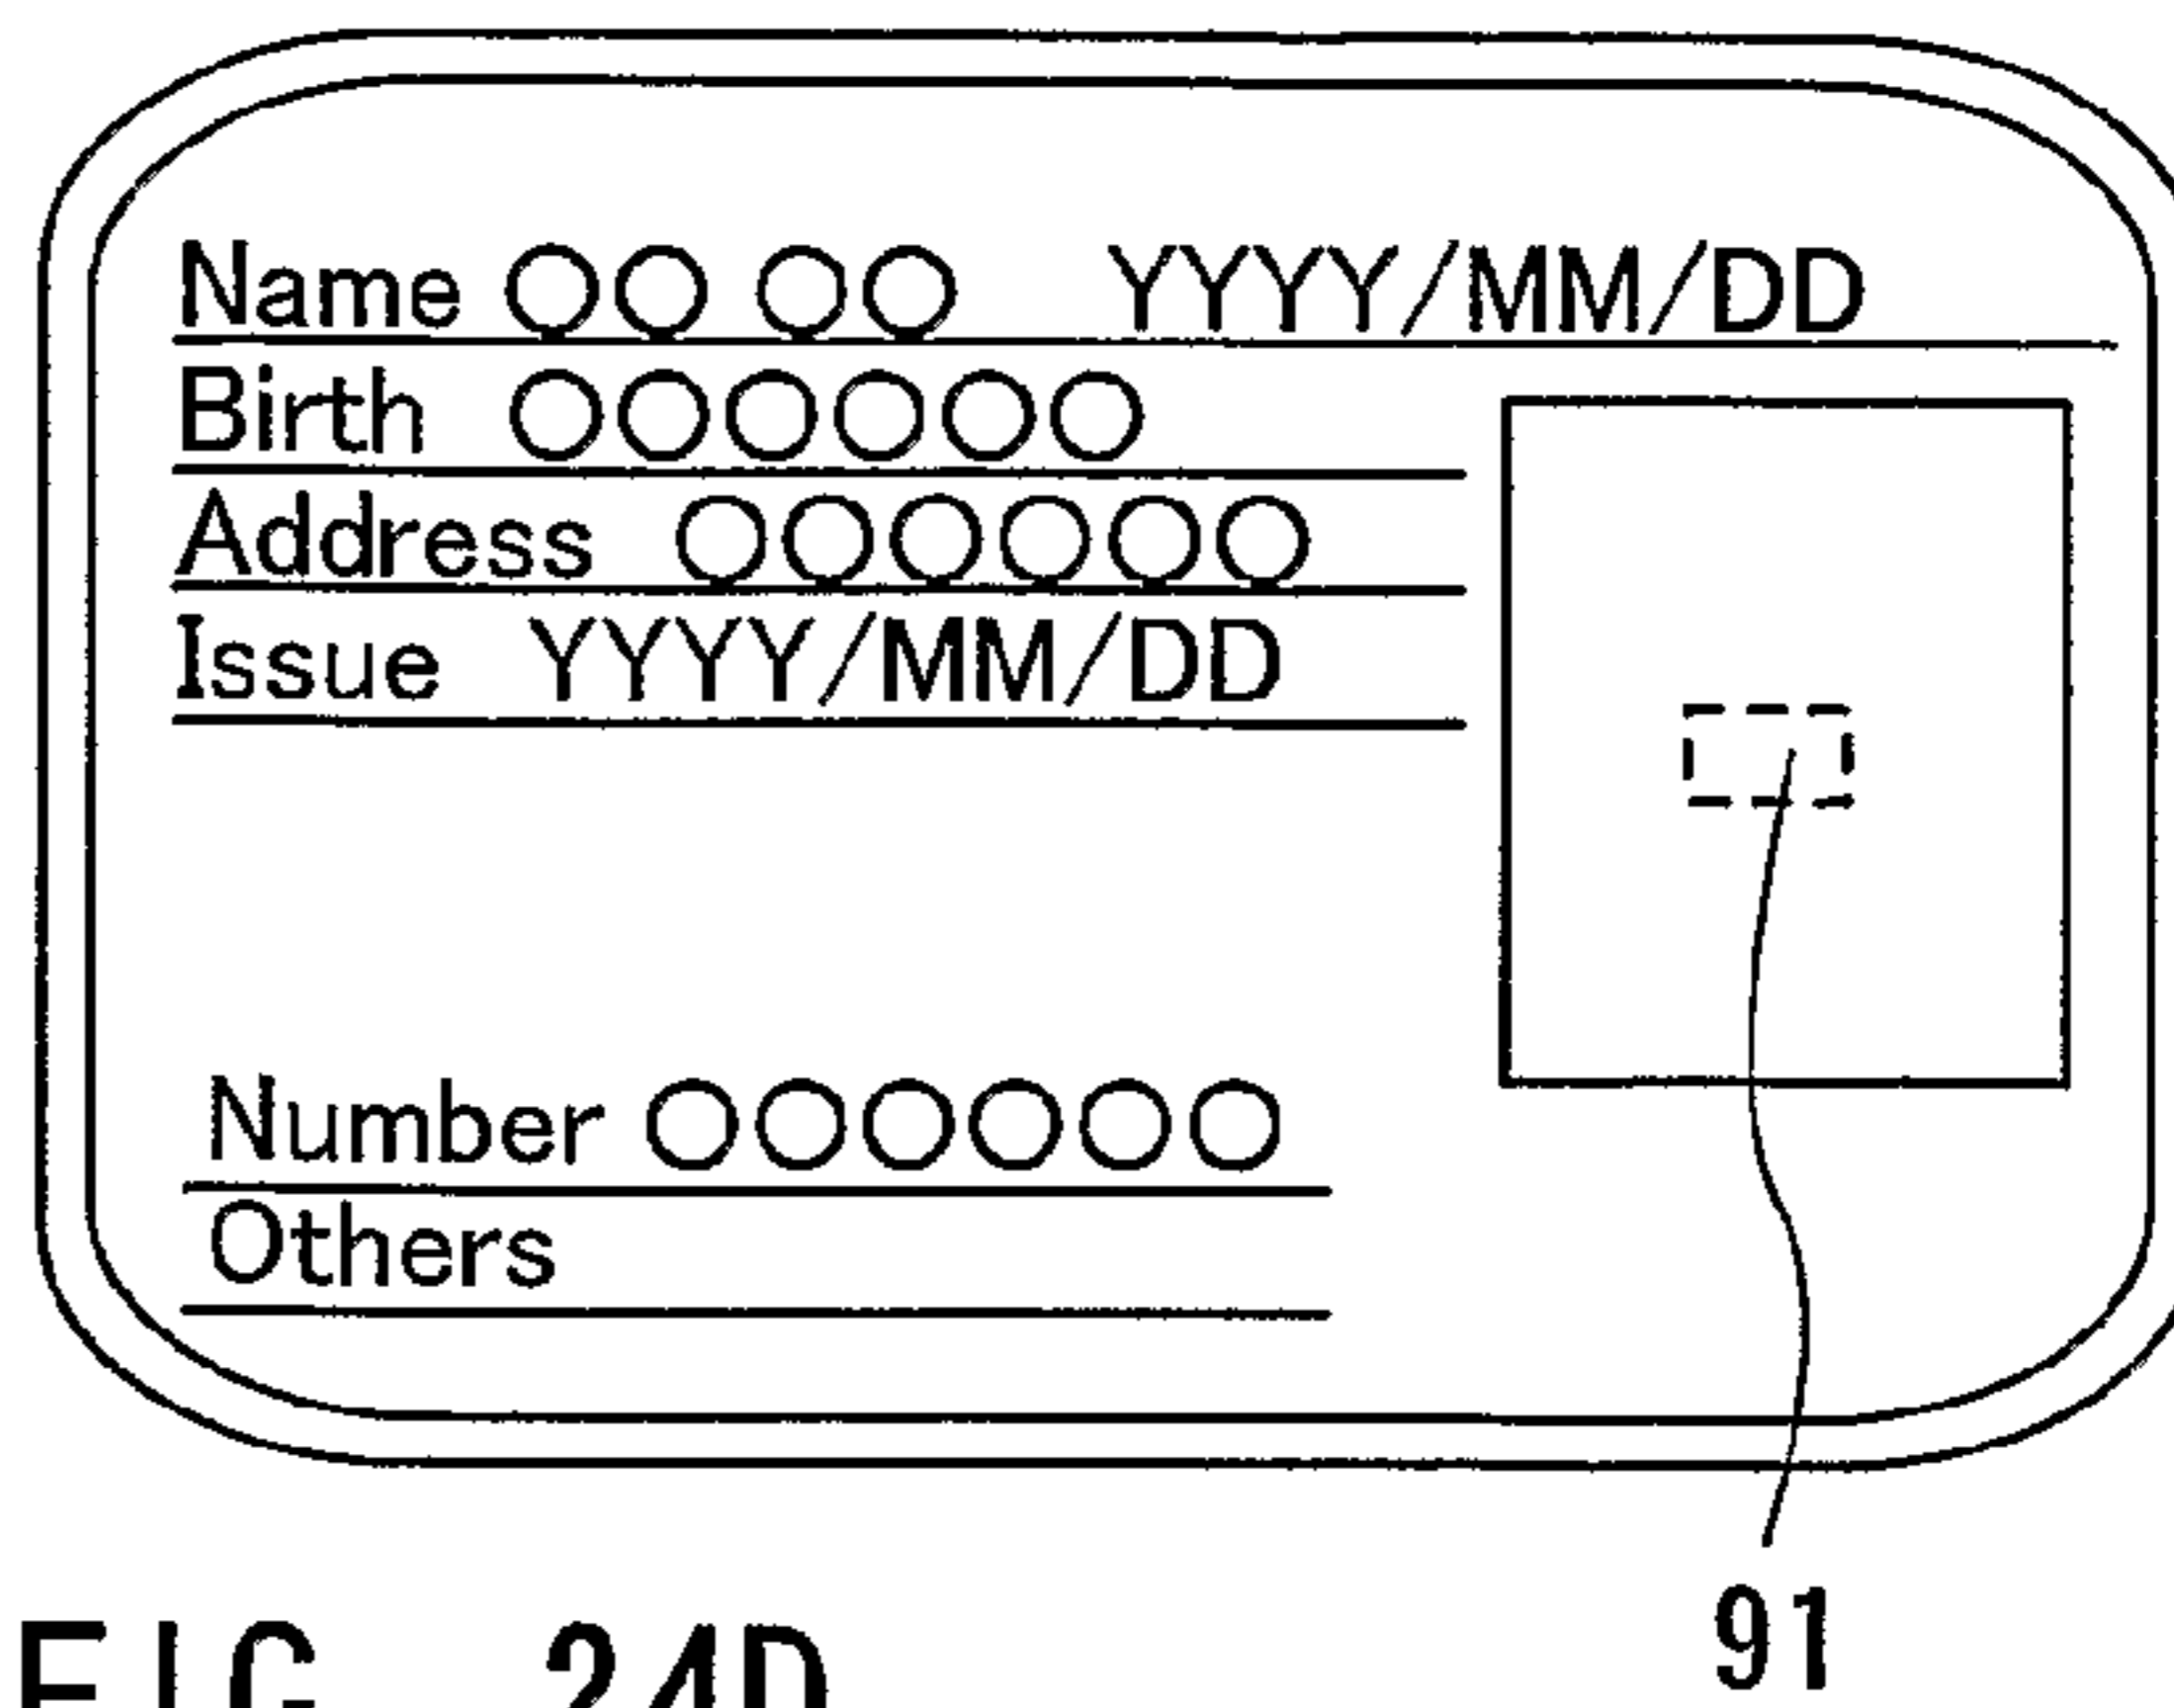 Name ○○ ○○ YYYY/MM/DD
Birth ○○○○○○
Address ○○○○○○
Issue YYYY/MM/DD
Number ○○○○○○
Others
91
FIG. 24D